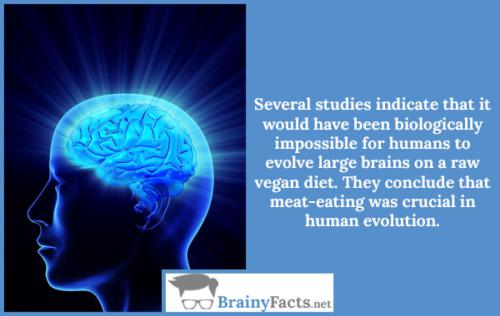 Several studies indicate that it
would have been biologically
impossible for humans to
evolve large brains on a raw
vegan diet. They conclude that
meat-eating was crucial in
human evolution.
BrainyFacts.net